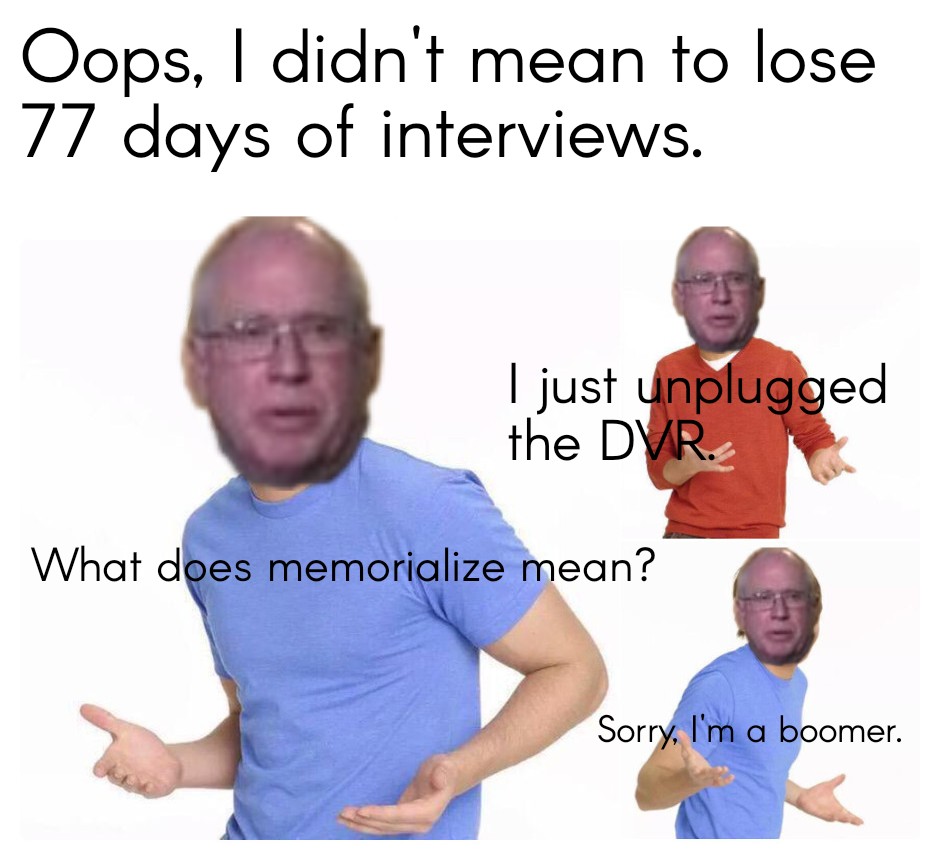 Oops, I didn't mean to lose
77 days of interviews.
I just unplugged
the DVR.
What does memorialize mean?
Sorry, I'm a boomer.